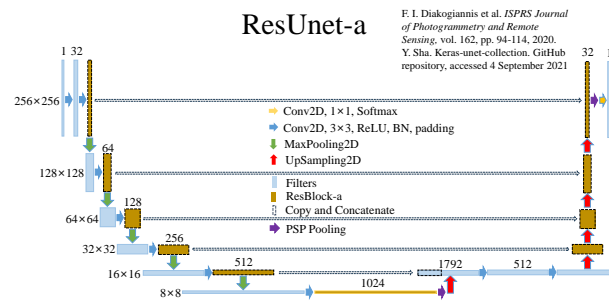 ResUnet-a
F. I. Diakogiannis et al. ISPRS Journal
of Photogrammetry and Remote
Sensing, vol. 162, pp. 94-114, 2020.
Y. Sha. Keras-unet-collection. GitHub
repository, accessed 4 September 2021
1 32
32 1
256×256
Conv2D, 1×1, Softmax
Conv2D, 3×3, ReLU, BN, padding
MaxPooling2D
UpSampling2D
Filters
ResBlock-a
Copy and Concatenate
PSP Pooling
64
128×128
128
64×64
256
32×32
512
1792
512
16×16
1024
8×8